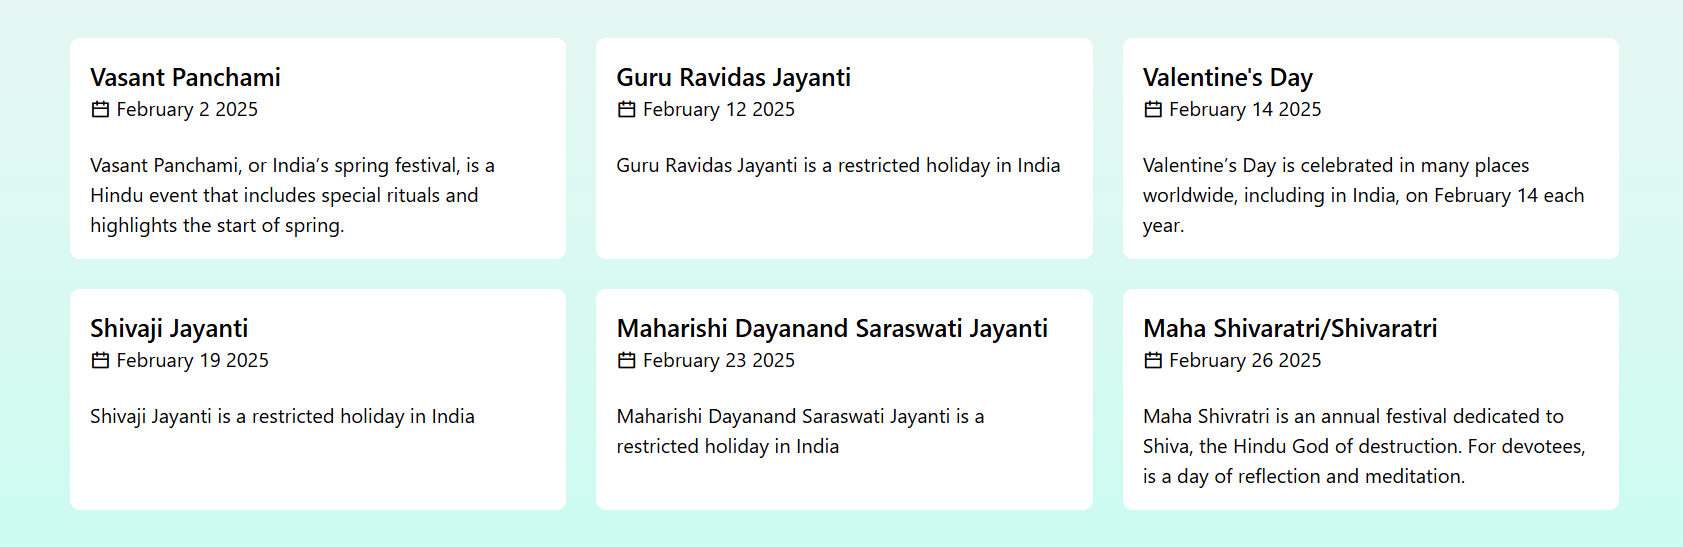 Vasant Panchami
February 2 2025
Vasant Panchami, or India’s spring festival, is a
Hindu event that includes special rituals and
highlights the start of spring.
Guru Ravidas Jayanti
February 12 2025
Guru Ravidas Jayanti is a restricted holiday in India
Valentine's Day
February 14 2025
Valentine’s Day is celebrated in many places
worldwide, including in India, on February 14 each
year.
Shivaji Jayanti
February 19 2025
Shivaji Jayanti is a restricted holiday in India
Maharishi Dayanand Saraswati Jayanti
February 23 2025
Maharishi Dayanand Saraswati Jayanti is a
restricted holiday in India
Maha Shivaratri/Shivaratri
February 26 2025
Maha Shivratri is an annual festival dedicated to
Shiva, the Hindu God of destruction. For devotees,
is a day of reflection and meditation.